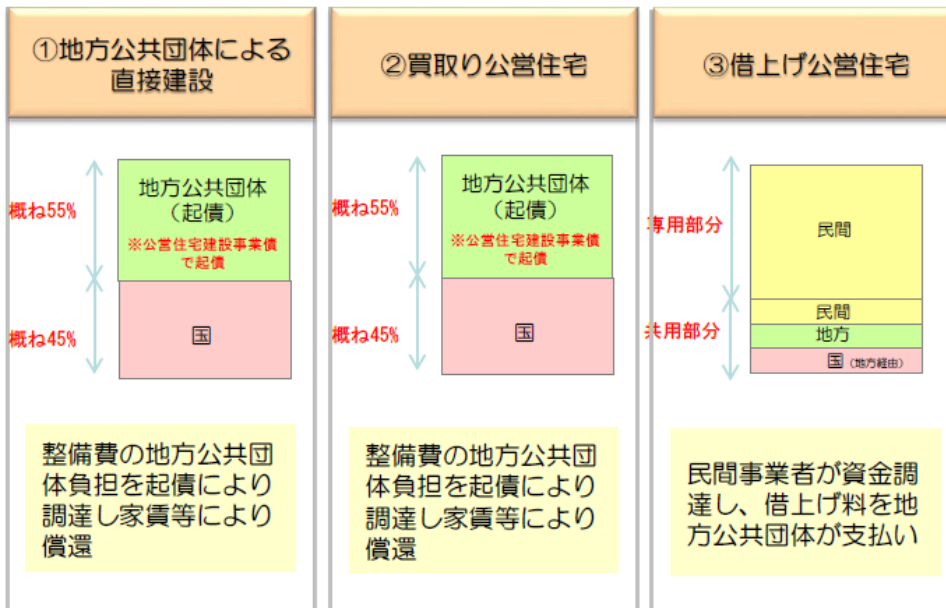 ①地方公共団体による
直接建設
概ね55%
地方公共団体
（起債）
※公営住宅建設事業債
で起債
概ね45%
国
整備費の地方公共団
体負担を起債により
調達し家賃等により
償還
②買取り公営住宅
概ね55%
地方公共団体
（起債）
※公営住宅建設事業債
で起債
概ね45%
国
整備費の地方公共団
体負担を起債により
調達し家賃等により
償還
③借上げ公営住宅
専用部分
民間
共用部分
民間
地方
国（地方経由）
民間事業者が資金調
達し、借上げ料を地
方公共団体が支払い